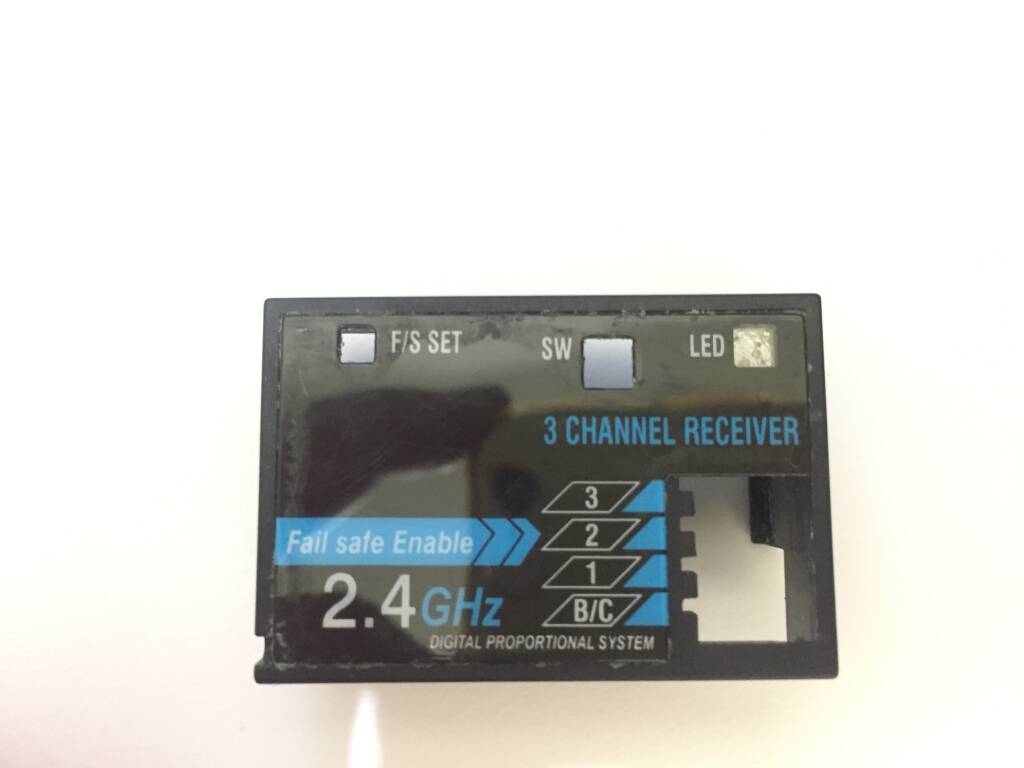 F/S SET
SW
LED
3 CHANNEL RECEIVER
3
2
Fail safe Enable
1
2.4GHz
B/C
DIGITAL PROPORTIONAL SYSTEM